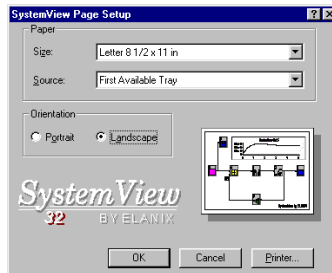 SystemView Page Setup
Paper
Size:
Letter 8 1/2 x 11 in
Source:
First Available Tray
Orientation
Portrait
Landscape
SystemView
32 BY ELANIX
OK
Cancel
Printer...